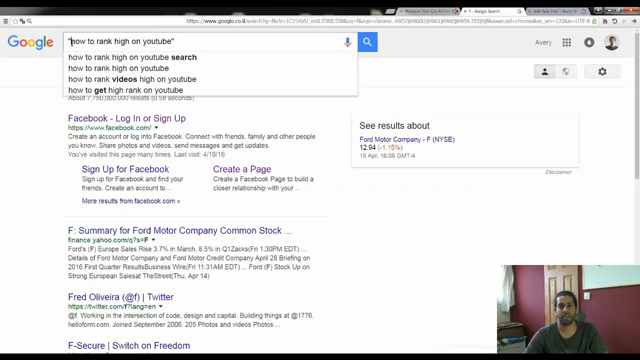 F - Google Search
Google
"how to rank high on youtube"
Avery
how to rank high on youtube search
how to rank high on youtube
how to rank videos high on youtube
how to get high rank on youtube
About 7,750,000,000 results (0.58 seconds)
Facebook - Log In or Sign Up
https://www.facebook.com/
Create an account or log into Facebook. Connect with friends, family and other people
you know. Share photos and videos, send messages and get updates.
You've visited this page many times. Last visit: 4/16/16
Sign Up for Facebook
Sign up for Facebook and find your
friends. Create an account to...
Create a Page
Create a Facebook Page to build a
closer relationship with your ...
More results from facebook.com »
See results about
Ford Motor Company - F (NYSE)
12.94 (-1.15%)
15 Apr, 16:06 GMT-4
Disclaimer
F: Summary for Ford Motor Company Common Stock ...
finance.yahoo.com/q?s=F
Ford's (F) Europe Sales Rise 3.7% in March, 8.5% in Q1Zacks(Fri 1:30PM EDT) ...
Details of Ford Motor and Ford Motor Credit April 28 Briefing on
2016 First Quarter ResultsBusiness Wire(Fri 11:31AM EDT) ... Ford (F) Stock Up on
Strong European Salesat TheStreet(Thu, Apr 14)
Fred Oliveira (@f) | Twitter
https://twitter.com/f?lang=en
@f. Working in the intersection of code, design and capital. Building things at @1776.
helloform.com. Joined September 2006. 205 Photos and videos Photos and
videos
F-Secure | Switch on Freedom